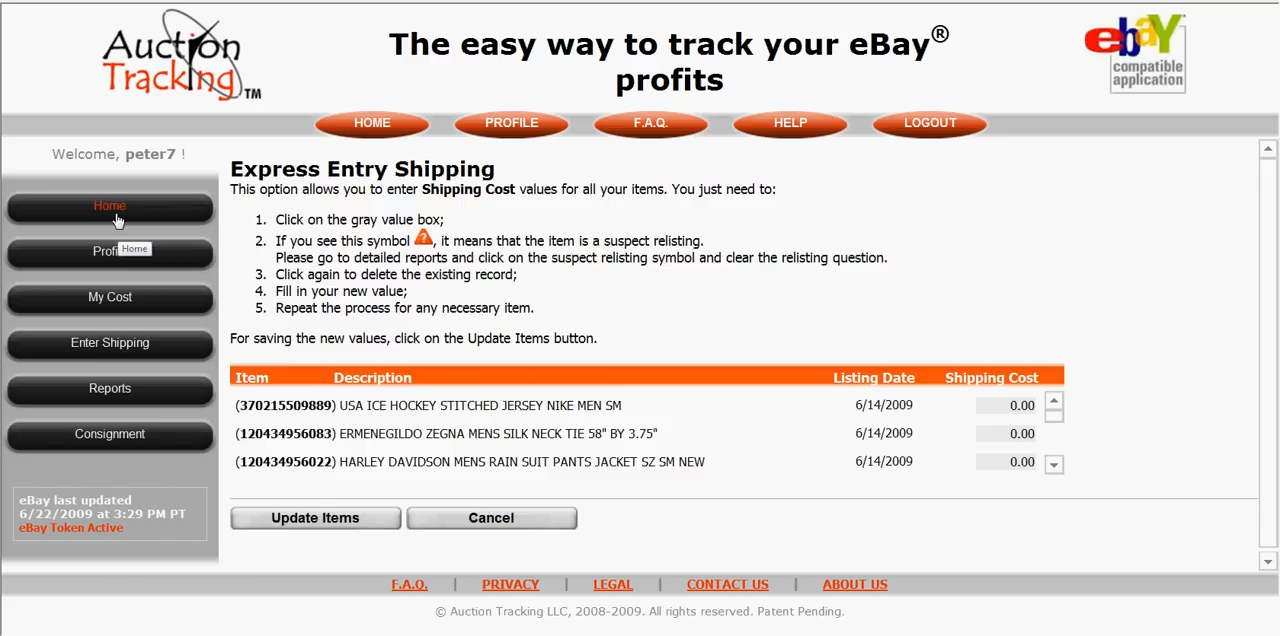 Auction
Tracking™
The easy way to track your eBay®
profits
ebaY
compatible
application
HOME
PROFILE
F.A.Q.
HELP
LOGOUT
Welcome, peter7 !
Home
Home
My Cost
Enter Shipping
Reports
Consignment
eBay last updated
6/22/2009 at 3:29 PM PT
eBay Token Active
Express Entry Shipping
This option allows you to enter Shipping Cost values for all your items. You just need to:
1. Click on the gray value box;
2. If you see this symbol ?, it means that the item is a suspect relisting.
Please go to detailed reports and click on the suspect relisting symbol and clear the relisting question.
3. Click again to delete the existing record;
4. Fill in your new value;
5. Repeat the process for any necessary item.
For saving the new values, click on the Update Items button.
Item Description Listing Date Shipping Cost
(370215509889) USA ICE HOCKEY STITCHED JERSEY NIKE MEN SM 6/14/2009 0.00
(120434956083) ERMENEGILDO ZEGNA MENS SILK NECK TIE 58" BY 3.75" 6/14/2009 0.00
(120434956022) HARLEY DAVIDSON MENS RAIN SUIT PANTS JACKET SZ SM NEW 6/14/2009 0.00
Update Items
Cancel
F.A.Q. | PRIVACY | LEGAL | CONTACT US | ABOUT US
© Auction Tracking LLC, 2008-2009. All rights reserved. Patent Pending.